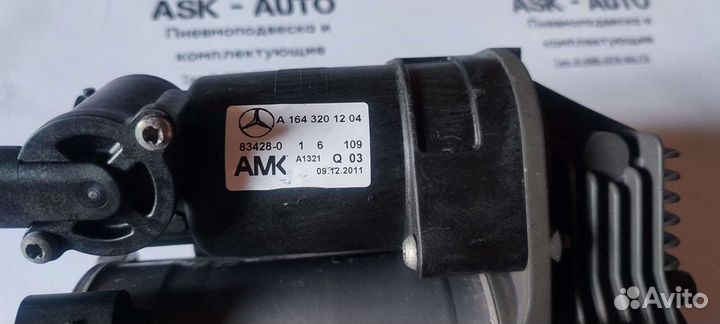 ASK - AUTO
Пневмоподвеска и
комплектующие
ASK - AUTO
Пневмоподвеска и
комплектующие
A 164 320 12 04
83428-0 1 6 109
AMK A1321 Q 03
09.12.2011
Avito